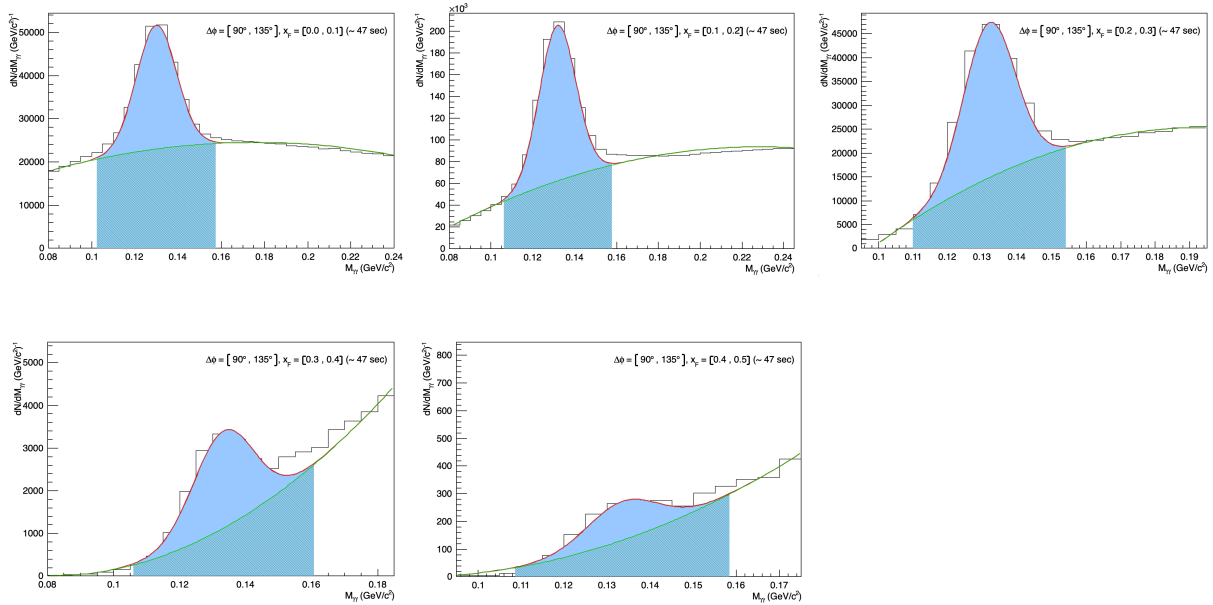 dN/dM_γγ (GeV/c²)⁻¹
Δϕ = [ 90° , 135°], x_F = [0.0 , 0.1] (~ 47 sec)
50000
40000
30000
20000
10000
0
0.1 0.12 0.14 0.16 0.18 0.2 0.22 0.24
M_γγ (GeV/c²)
×10³
dN/dM_γγ (GeV/c²)⁻¹
Δϕ = [ 90° , 135°], x_F = [0.1 , 0.2] (~ 47 sec)
200
180
160
140
120
100
80
60
40
20
0
0.08 0.1 0.12 0.14 0.16 0.18 0.2 0.22 0.24
M_γγ (GeV/c²)
dN/dM_γγ (GeV/c²)⁻¹
Δϕ = [ 90° , 135°], x_F = [0.2 , 0.3] (~ 47 sec)
45000
40000
35000
30000
25000
20000
15000
10000
5000
0
0.1 0.11 0.12 0.13 0.14 0.15 0.16 0.17 0.18 0.19
M_γγ (GeV/c²)
dN/dM_γγ (GeV/c²)⁻¹
Δϕ = [ 90° , 135°], x_F = [0.3 , 0.4] (~ 47 sec)
5000
4000
3000
2000
1000
0
0.08 0.1 0.12 0.14 0.16 0.18
M_γγ (GeV/c²)
dN/dM_γγ (GeV/c²)⁻¹
Δϕ = [ 90° , 135°], x_F = [0.4 , 0.5] (~ 47 sec)
800
700
600
500
400
300
200
100
0
0.1 0.11 0.12 0.13 0.14 0.15 0.16 0.17
M_γγ (GeV/c²)